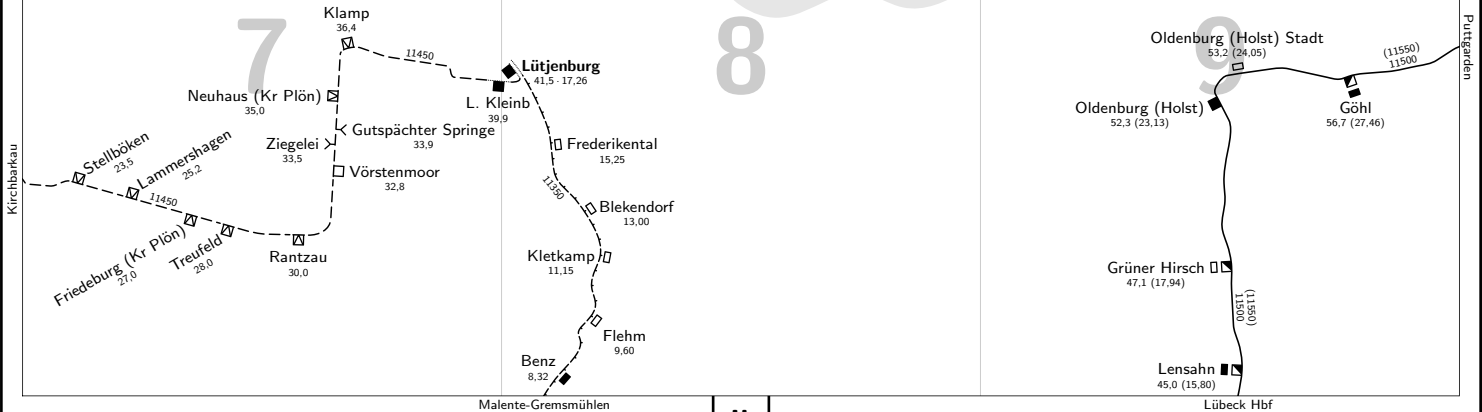 7
8
9
Klamp
36,4
11450
Lütjenburg
41,5 · 17,26
L. Kleinb
39,9
Neuhaus (Kr Plön)
35,0
Gutspächter Springe
33,9
Ziegelei
33,5
Vörstenmoor
32,8
Stellböken
23,5
Lammershagen
25,2
11450
Friedeburg (Kr Plön)
27,0
Treufeld
28,0
Rantzau
30,0
Kirchbarkau
Frederikental
15,25
11350
Blekendorf
13,00
Kletkamp
11,15
Flehm
9,60
Benz
8,32
Malente-Gremsmühlen
Oldenburg (Holst) Stadt
53,2 (24,05)
Oldenburg (Holst)
52,3 (23,13)
(11550)
11500
Göhl
56,7 (27,46)
Puttgarden
Grüner Hirsch
47,1 (17,94)
(11550)
11500
Lensahn
45,0 (15,80)
Lübeck Hbf